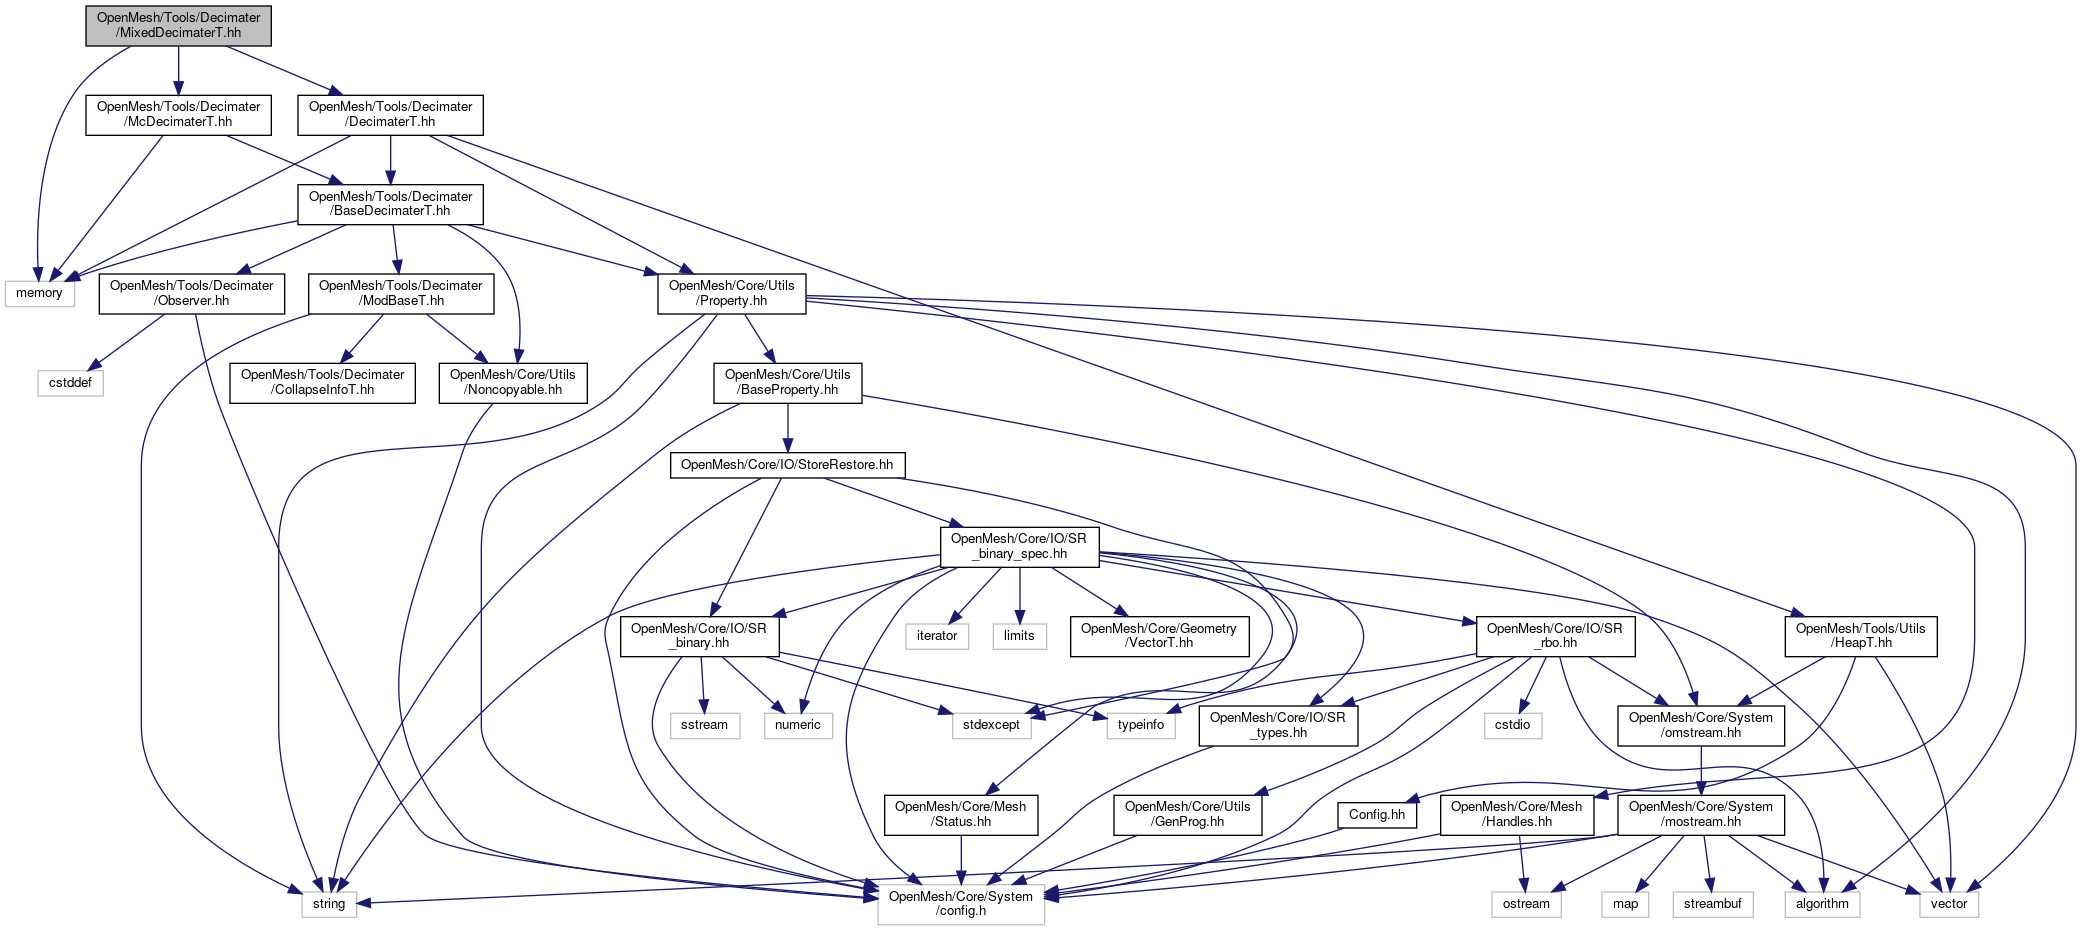 OpenMesh/Tools/Decimater
/MixedDecimaterT.hh
OpenMesh/Tools/Decimater
/McDecimaterT.hh
OpenMesh/Tools/Decimater
/DecimaterT.hh
OpenMesh/Tools/Decimater
/BaseDecimaterT.hh
memory
OpenMesh/Tools/Decimater
/Observer.hh
OpenMesh/Tools/Decimater
/ModBaseT.hh
OpenMesh/Core/Utils
/Property.hh
cstddef
OpenMesh/Tools/Decimater
/CollapseInfoT.hh
OpenMesh/Core/Utils
/Noncopyable.hh
OpenMesh/Core/Utils
/BaseProperty.hh
OpenMesh/Core/IO/StoreRestore.hh
OpenMesh/Core/IO/SR
_binary_spec.hh
OpenMesh/Core/IO/SR
_binary.hh
iterator
limits
OpenMesh/Core/Geometry
/VectorT.hh
OpenMesh/Core/IO/SR
_rbo.hh
OpenMesh/Tools/Utils
/HeapT.hh
sstream
numeric
stdexcept
typeinfo
OpenMesh/Core/IO/SR
_types.hh
cstdio
OpenMesh/Core/System
/omstream.hh
OpenMesh/Core/Mesh
/Status.hh
OpenMesh/Core/Utils
/GenProg.hh
Config.hh
OpenMesh/Core/Mesh
/Handles.hh
OpenMesh/Core/System
/mostream.hh
string
OpenMesh/Core/System
/config.h
ostream
map
streambuf
algorithm
vector